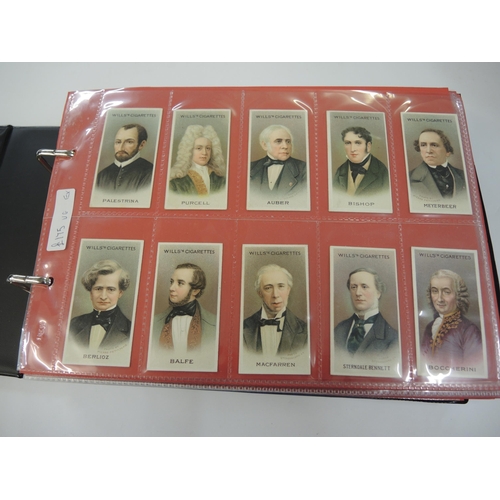 WILLS'S CIGARETTES
PALESTRINA
WILLS'S CIGARETTES
PURCELL
WILLS'S CIGARETTES
AUBER
WILLS'S CIGARETTES
BISHOP
WILLS'S CIGARETTES
MEYERBEER
£175
WILLS'S CIGARETTES
BERLIOZ
WILLS'S CIGARETTES
BALFE
WILLS'S CIGARETTES
MACFARREN
WILLS'S CIGARETTES
STERNDALE BENNETT
WILLS'S CIGARETTES
BOCCHERINI